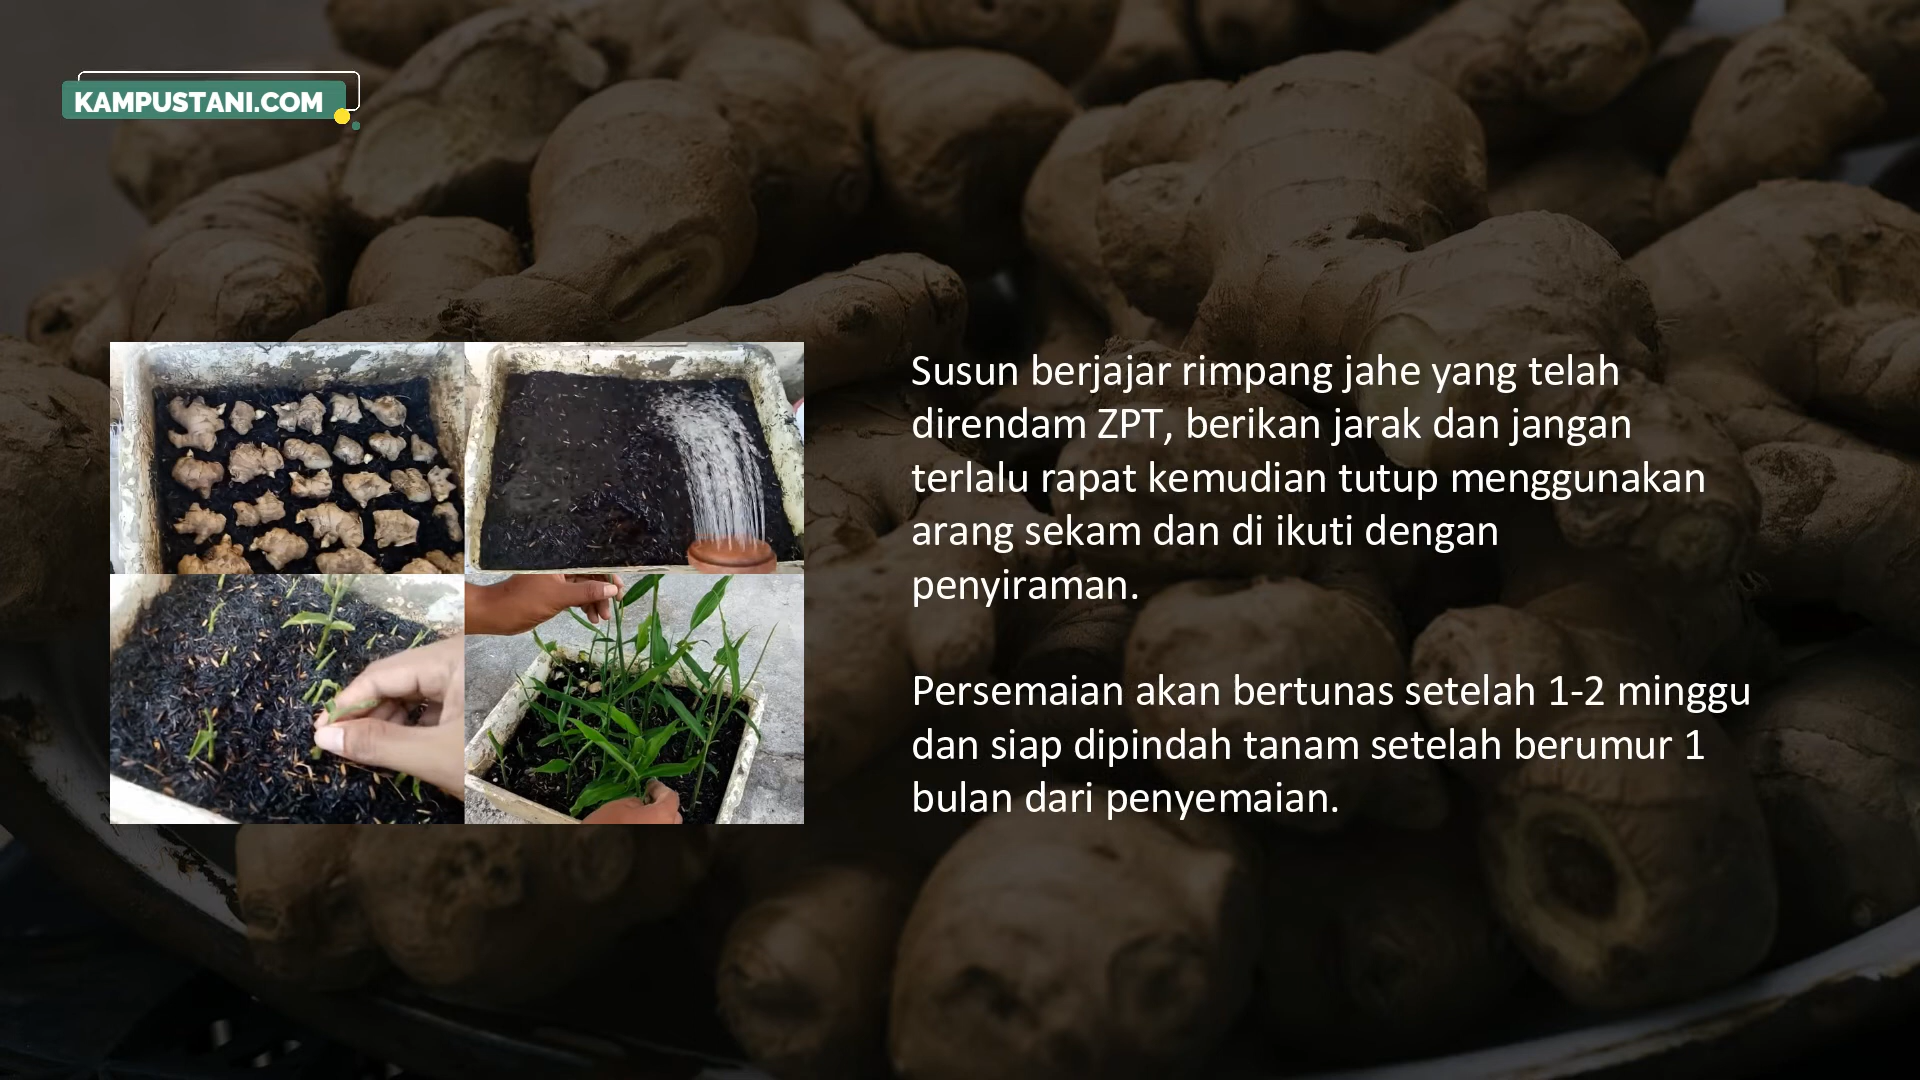 KAMPUSTANI.COM
Susun berjajar rimpang jahe yang telah
direndam ZPT, berikan jarak dan jangan
terlalu rapat kemudian tutup menggunakan
arang sekam dan di ikuti dengan
penyiraman.
Persemaian akan bertunas setelah 1-2 minggu
dan siap dipindah tanam setelah berumur 1
bulan dari penyemaian.